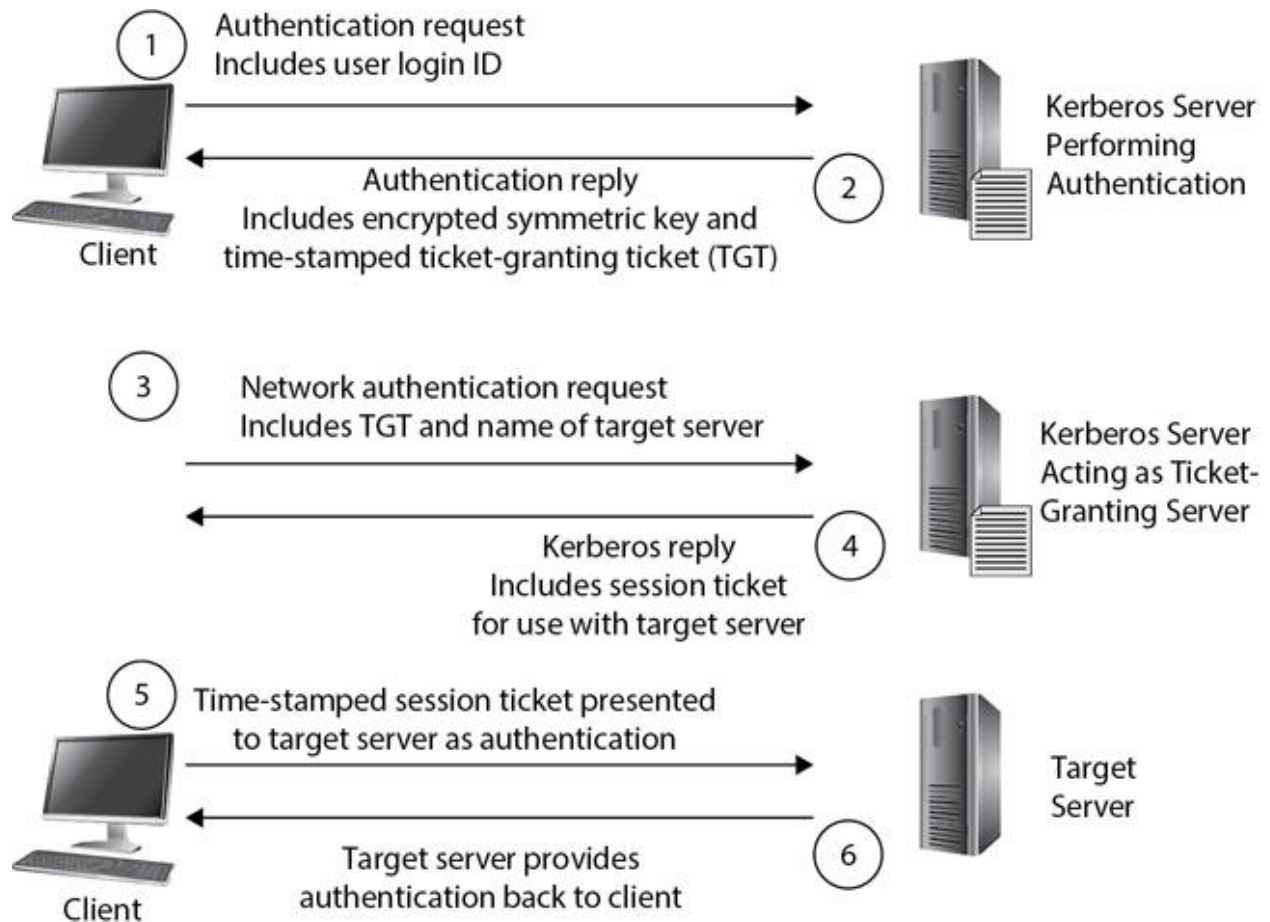 1
Authentication request
Includes user login ID
Client
Kerberos Server
Performing
Authentication
2
Authentication reply
Includes encrypted symmetric key and
time-stamped ticket-granting ticket (TGT)
3
Network authentication request
Includes TGT and name of target server
Kerberos Server
Acting as Ticket-
Granting Server
4
Kerberos reply
Includes session ticket
for use with target server
5
Time-stamped session ticket presented
to target server as authentication
Client
Target
Server
6
Target server provides
authentication back to client